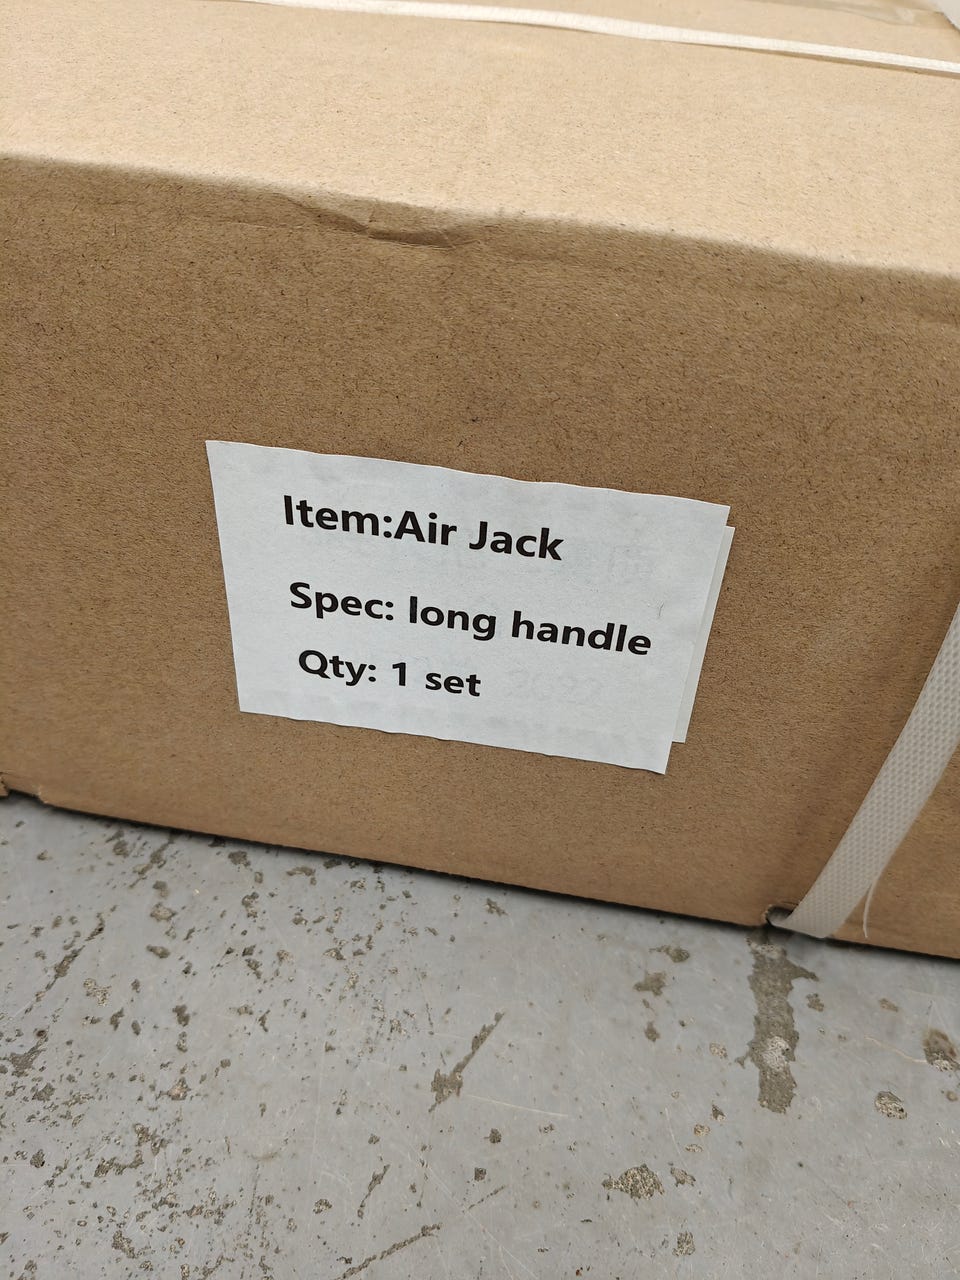 Item:Air Jack
Spec: long handle
Qty: 1 set